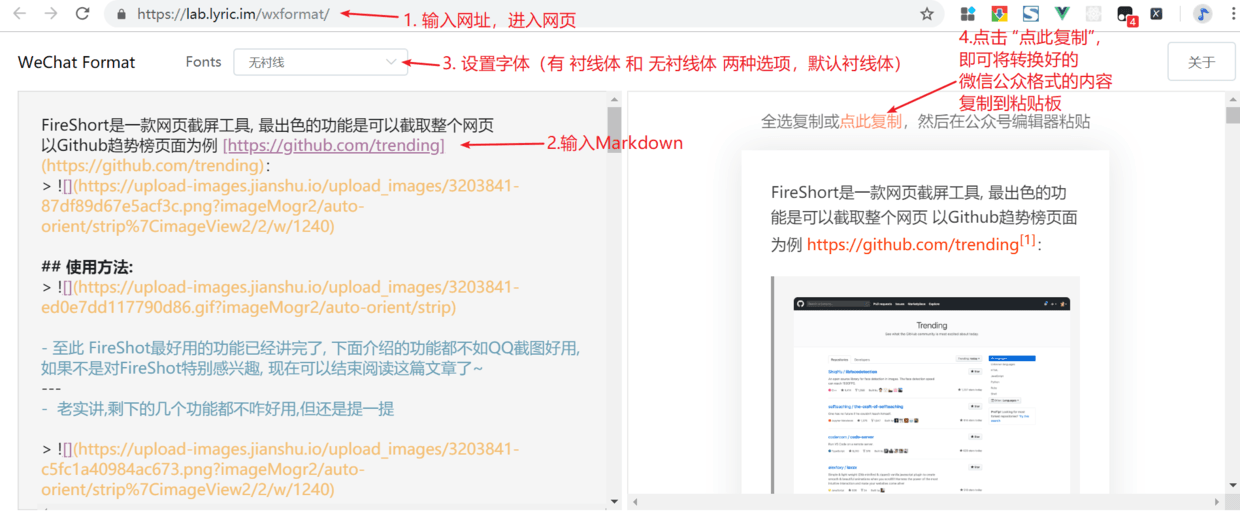 https://lab.lyric.im/wxformat/
1. 输入网址，进入网页
4
WeChat Format
Fonts
无衬线
3. 设置字体（有 衬线体 和 无衬线体 两种选项，默认衬线体）
4.点击 “点此复制”，
即可将转换好的
微信公众格式的内容
复制到粘贴板
关于
FireShort是一款网页截屏工具, 最出色的功能是可以截取整个网页
以Github趋势榜页面为例 [https://github.com/trending]
(https://github.com/trending)：
> ![](https://upload-images.jianshu.io/upload_images/3203841-
87df89d67e5acf3c.png?imageMogr2/auto-
orient/strip%7CimageView2/2/w/1240)
2.输入Markdown
## 使用方法:
> ![](https://upload-images.jianshu.io/upload_images/3203841-
ed0e7dd117790d86.gif?imageMogr2/auto-orient/strip)
- 至此 FireShot最好用的功能已经讲完了, 下面介绍的功能都不如QQ截图好用,
如果不是对FireShot特别感兴趣, 现在可以结束阅读这篇文章了~
---
- 老实讲,剩下的几个功能都不咋好用,但还是提一提
> ![](https://upload-images.jianshu.io/upload_images/3203841-
c5fc1a40984ac673.png?imageMogr2/auto-
orient/strip%7CimageView2/2/w/1240)
全选复制或点此复制，然后在公众号编辑器粘贴
FireShort是一款网页截屏工具, 最出色的功
能是可以截取整个网页 以Github趋势榜页面
为例 https://github.com/trending[1]：
Trending